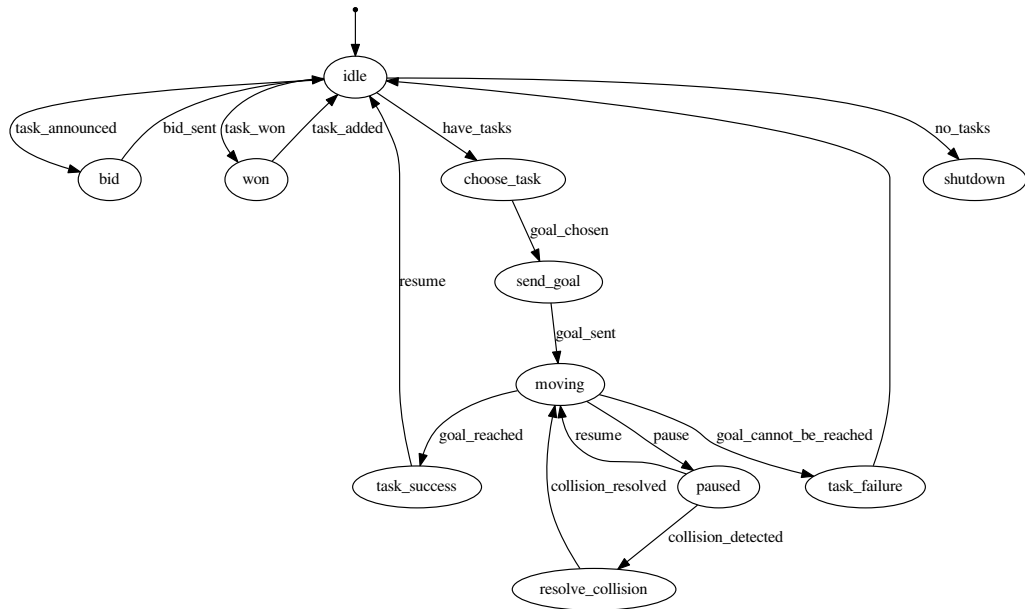 idle
task_announced
bid_sent
task_won
task_added
have_tasks
no_tasks
bid
won
choose_task
shutdown
goal_chosen
send_goal
resume
goal_sent
moving
goal_reached
resume
pause
goal_cannot_be_reached
task_success
collision_resolved
paused
task_failure
collision_detected
resolve_collision